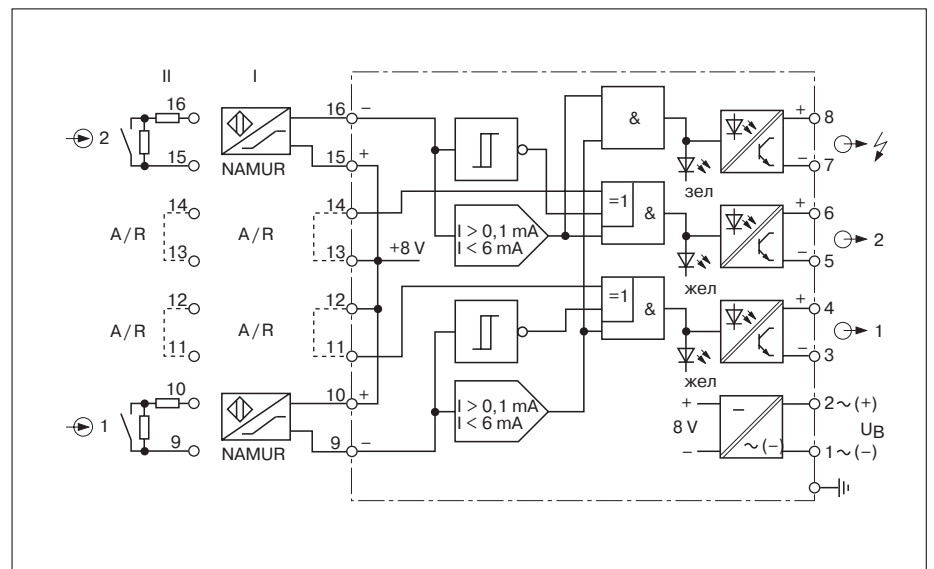 II I
16 16 − & + 8
2
15 NAMUR 15 + − 7
зел
14 14 =1 & + 6
A/R A/R I > 0,1 mA
I < 6 mA 2
13 13 +8 V − 5
жел
12 12 =1 & + 4
A/R A/R 1
11 11 − 3
жел
10 10 + I > 0,1 mA
I < 6 mA + − 2 ~ (+)
1 8 V UB
9 NAMUR 9 − − ~ (−) 1 ~ (−)